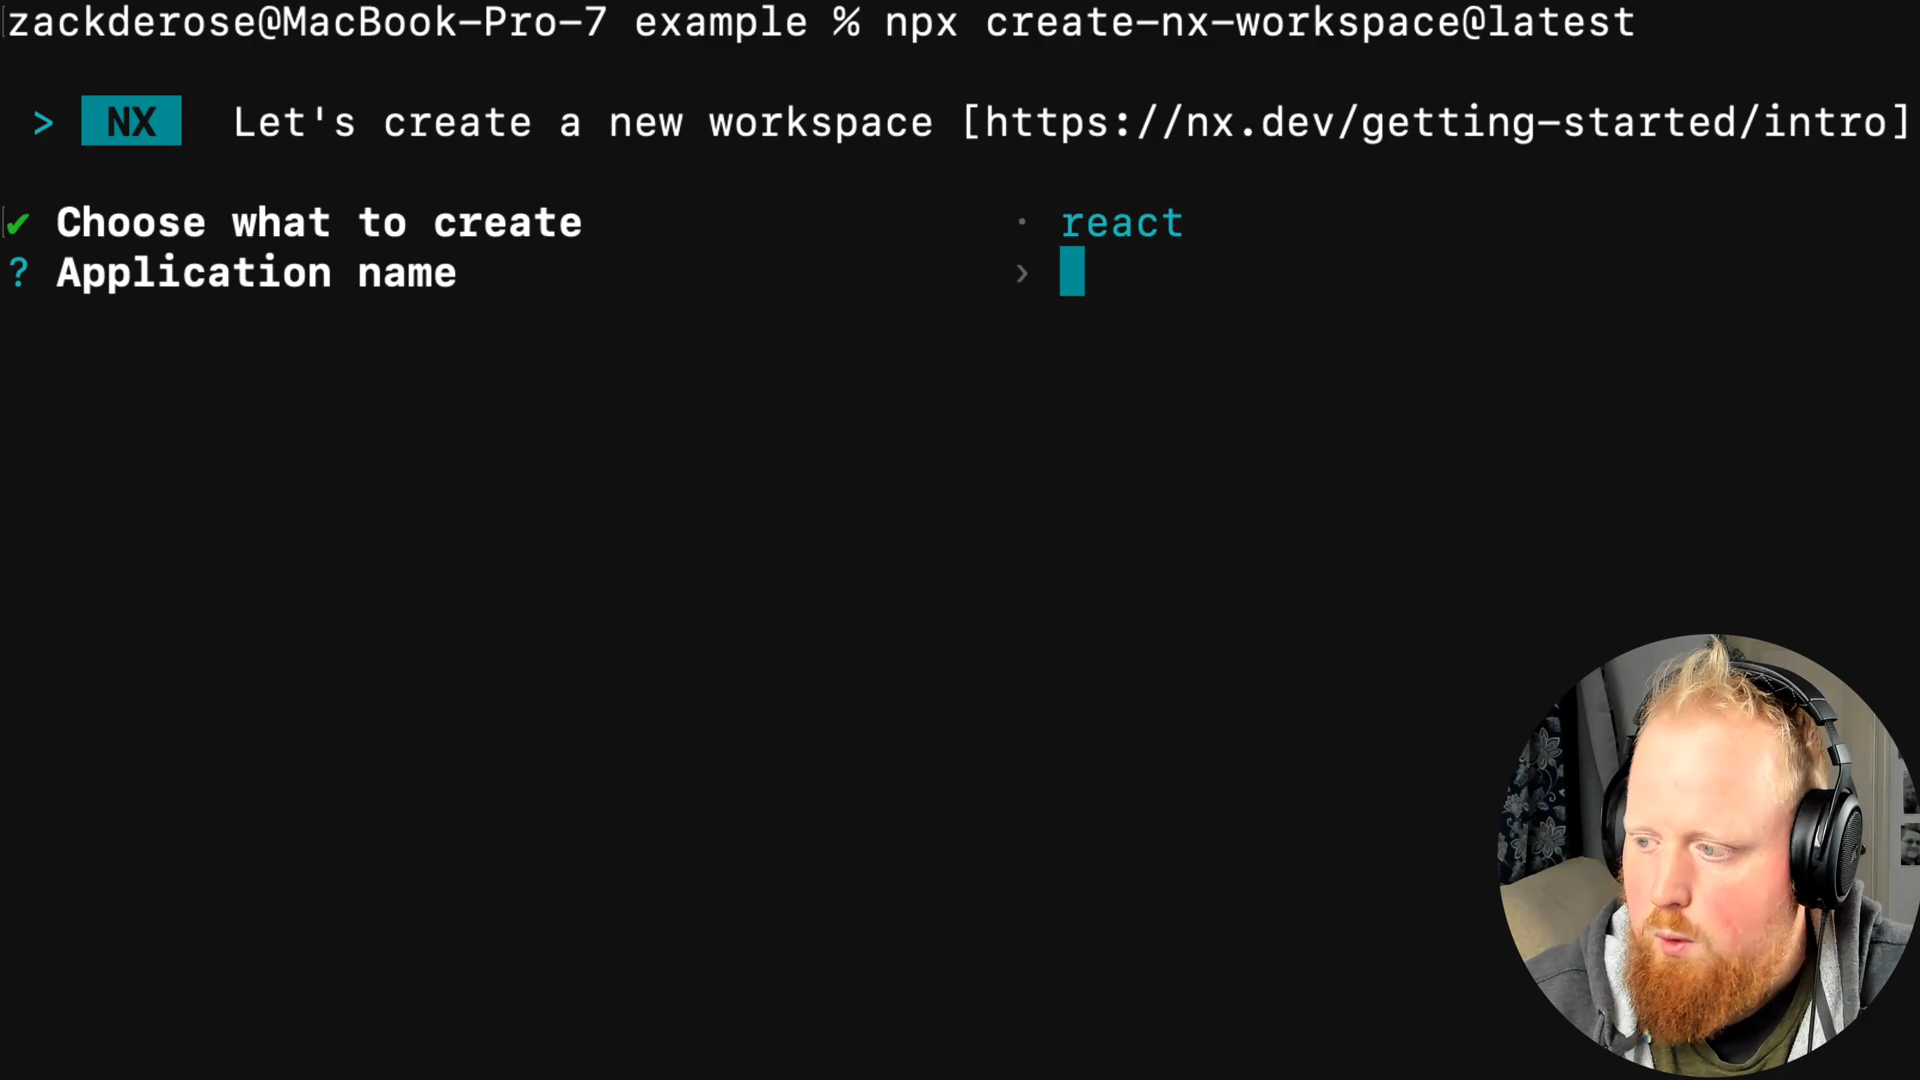 zackderose@MacBook-Pro-7 example % npx create-nx-workspace@latest
> NX Let's create a new workspace [https://nx.dev/getting-started/intro]
✔ Choose what to create · react
? Application name ›